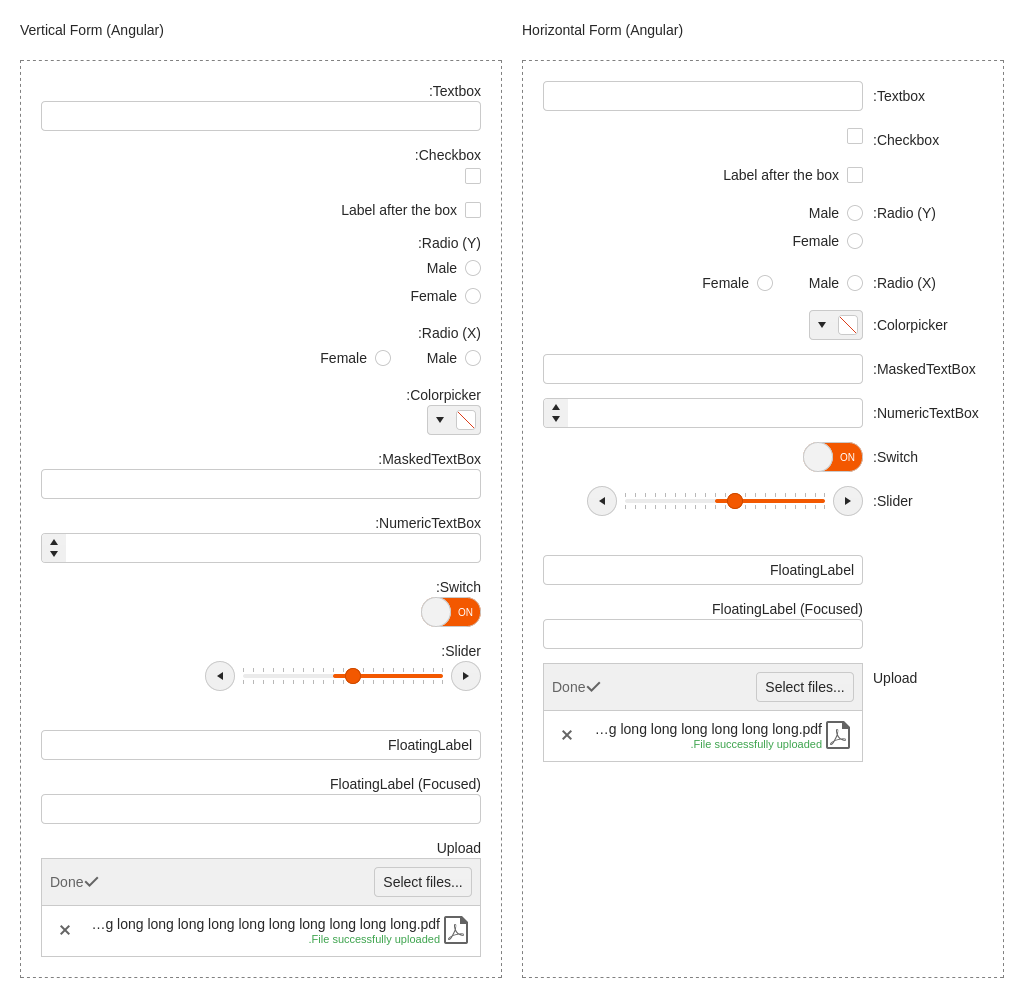 Vertical Form (Angular)
:Textbox
:Checkbox
Label after the box
:Radio (Y)
Male
Female
:Radio (X)
Female Male
:Colorpicker
:MaskedTextBox
:NumericTextBox
:Switch
ON
:Slider
FloatingLabel
FloatingLabel (Focused)
Upload
Done Select files...
...g long long long long long long long long long long.pdf
.File successfully uploaded
Horizontal Form (Angular)
:Textbox
:Checkbox
Label after the box
Male :Radio (Y)
Female
Female Male :Radio (X)
:Colorpicker
:MaskedTextBox
:NumericTextBox
ON :Switch
:Slider
FloatingLabel
FloatingLabel (Focused)
Upload
Done Select files...
...g long long long long long long.pdf
.File successfully uploaded